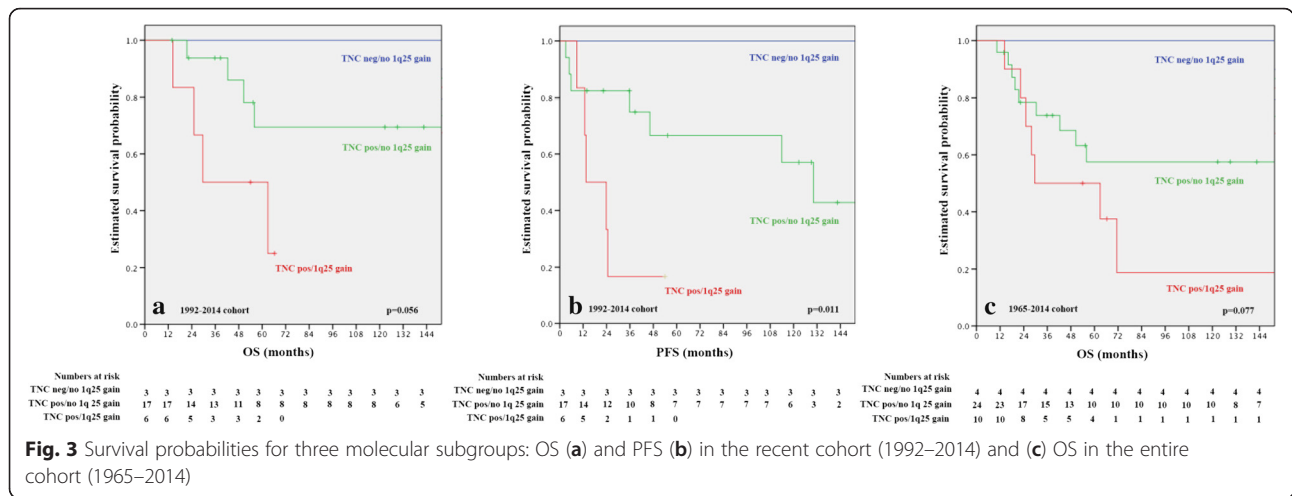 Estimated survival probability
1.0
0.8
0.6
0.4
0.2
0.0
TNC neg/no 1q25 gain
TNC pos/no 1q25 gain
TNC pos/1q25 gain
a 1992-2014 cohort p=0.056
0 12 24 36 48 60 72 84 96 108 120 132 144
OS (months)
Numbers at risk
TNC neg/no 1q25 gain 3 3 3 3 3 3 3 3 3 3 3 3 3
TNC pos/no 1q 25 gain 17 17 14 13 11 8 8 8 8 8 8 6 5
TNC pos/1q25 gain 6 6 5 3 3 2 0
Estimated survival probability
1.0
0.8
0.6
0.4
0.2
0.0
TNC neg/no 1q25 gain
TNC pos/no 1q25 gain
TNC pos/1q25 gain
b 1992-2014 cohort p=0.011
0 12 24 36 48 60 72 84 96 108 120 132 144
PFS (months)
Numbers at risk
TNC neg/no 1q25 gain 3 3 3 3 3 3 3 3 3 3 3 3 3
TNC pos/no 1q 25 gain 17 14 12 10 8 7 7 7 7 7 6 3 2
TNC pos/1q25 gain 6 5 2 1 1 0
Estimated survival probability
1.0
0.8
0.6
0.4
0.2
0.0
TNC neg/no 1q25 gain
TNC pos/no 1q25 gain
TNC pos/1q25 gain
c 1965-2014 cohort p=0.077
0 12 24 36 48 60 72 84 96 108 120 132 144
OS (months)
Numbers at risk
TNC neg/no 1q25 gain 4 4 4 4 4 4 4 4 4 4 4 4 4
TNC pos/no 1q 25 gain 24 23 17 15 13 10 10 10 10 10 10 8 7
TNC pos/1q25 gain 10 10 8 5 5 4 1 1 1 1 1 1 1
Fig. 3 Survival probabilities for three molecular subgroups: OS (a) and PFS (b) in the recent cohort (1992–2014) and (c) OS in the entire
cohort (1965–2014)